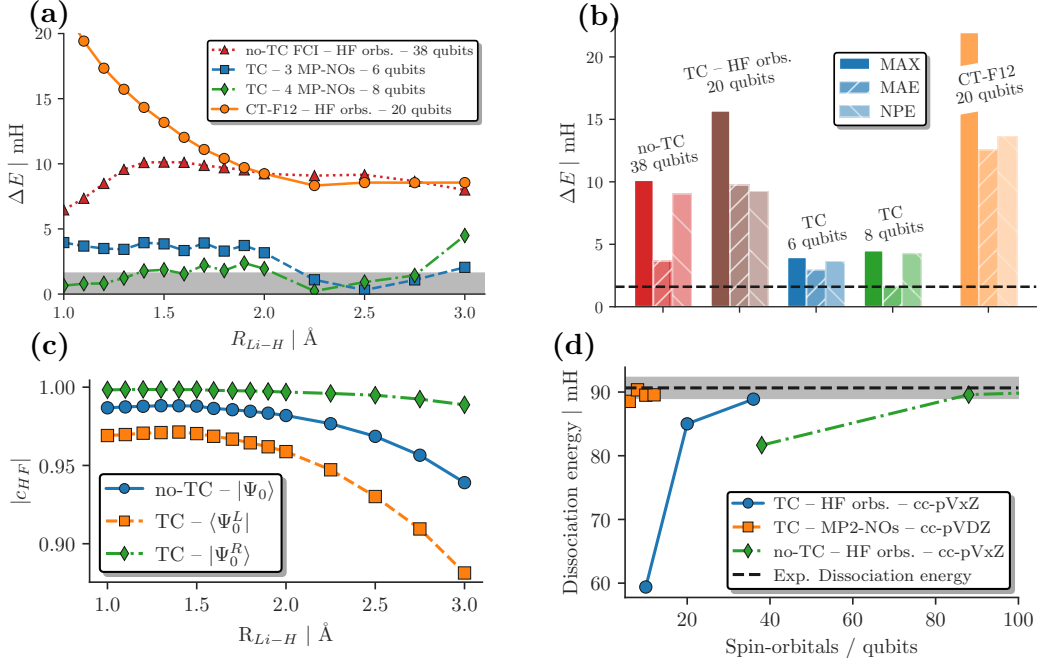 (a)
ΔE | mH
20
15
10
5
0
no-TC FCI – HF orbs. – 38 qubits
TC – 3 MP-NOs – 6 qubits
TC – 4 MP-NOs – 8 qubits
CT-F12 – HF orbs. – 20 qubits
1.0 1.5 2.0 2.5 3.0
R_{Li−H} | Å
(b)
ΔE | mH
20
15
10
5
0
no-TC
38 qubits
TC – HF orbs.
20 qubits
TC
6 qubits
TC
8 qubits
CT-F12
20 qubits
MAX
MAE
NPE
(c)
|c_{HF}|
1.00
0.95
0.90
no-TC – |Ψ₀⟩
TC – ⟨Ψ₀ᴸ|
TC – |Ψ₀ᴿ⟩
1.0 1.5 2.0 2.5 3.0
R_{Li−H} | Å
(d)
Dissociation energy | mH
90
80
70
60
TC – HF orbs. – cc-pVxZ
TC – MP2-NOs – cc-pVDZ
no-TC – HF orbs. – cc-pVxZ
Exp. Dissociation energy
20 40 60 80 100
Spin-orbitals / qubits